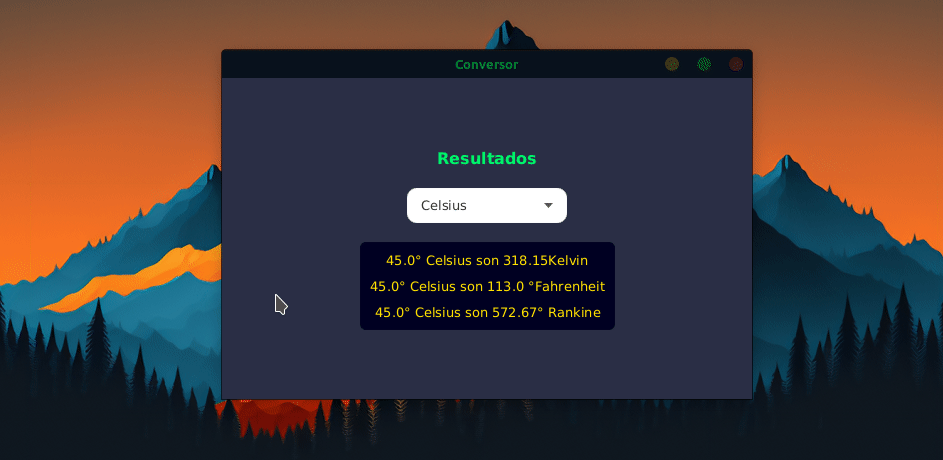 Conversor
Resultados
Celsius
45.0° Celsius son 318.15Kelvin
45.0° Celsius son 113.0 °Fahrenheit
45.0° Celsius son 572.67° Rankine